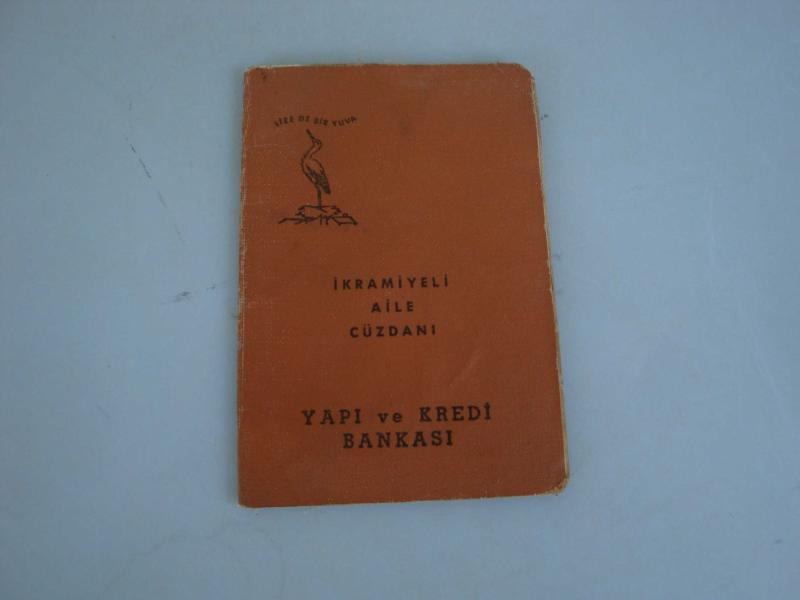 SİZE DE BİR YUVA
İKRAMİYELİ
AİLE
CÜZDANI
YAPI ve KREDİ
BANKASI